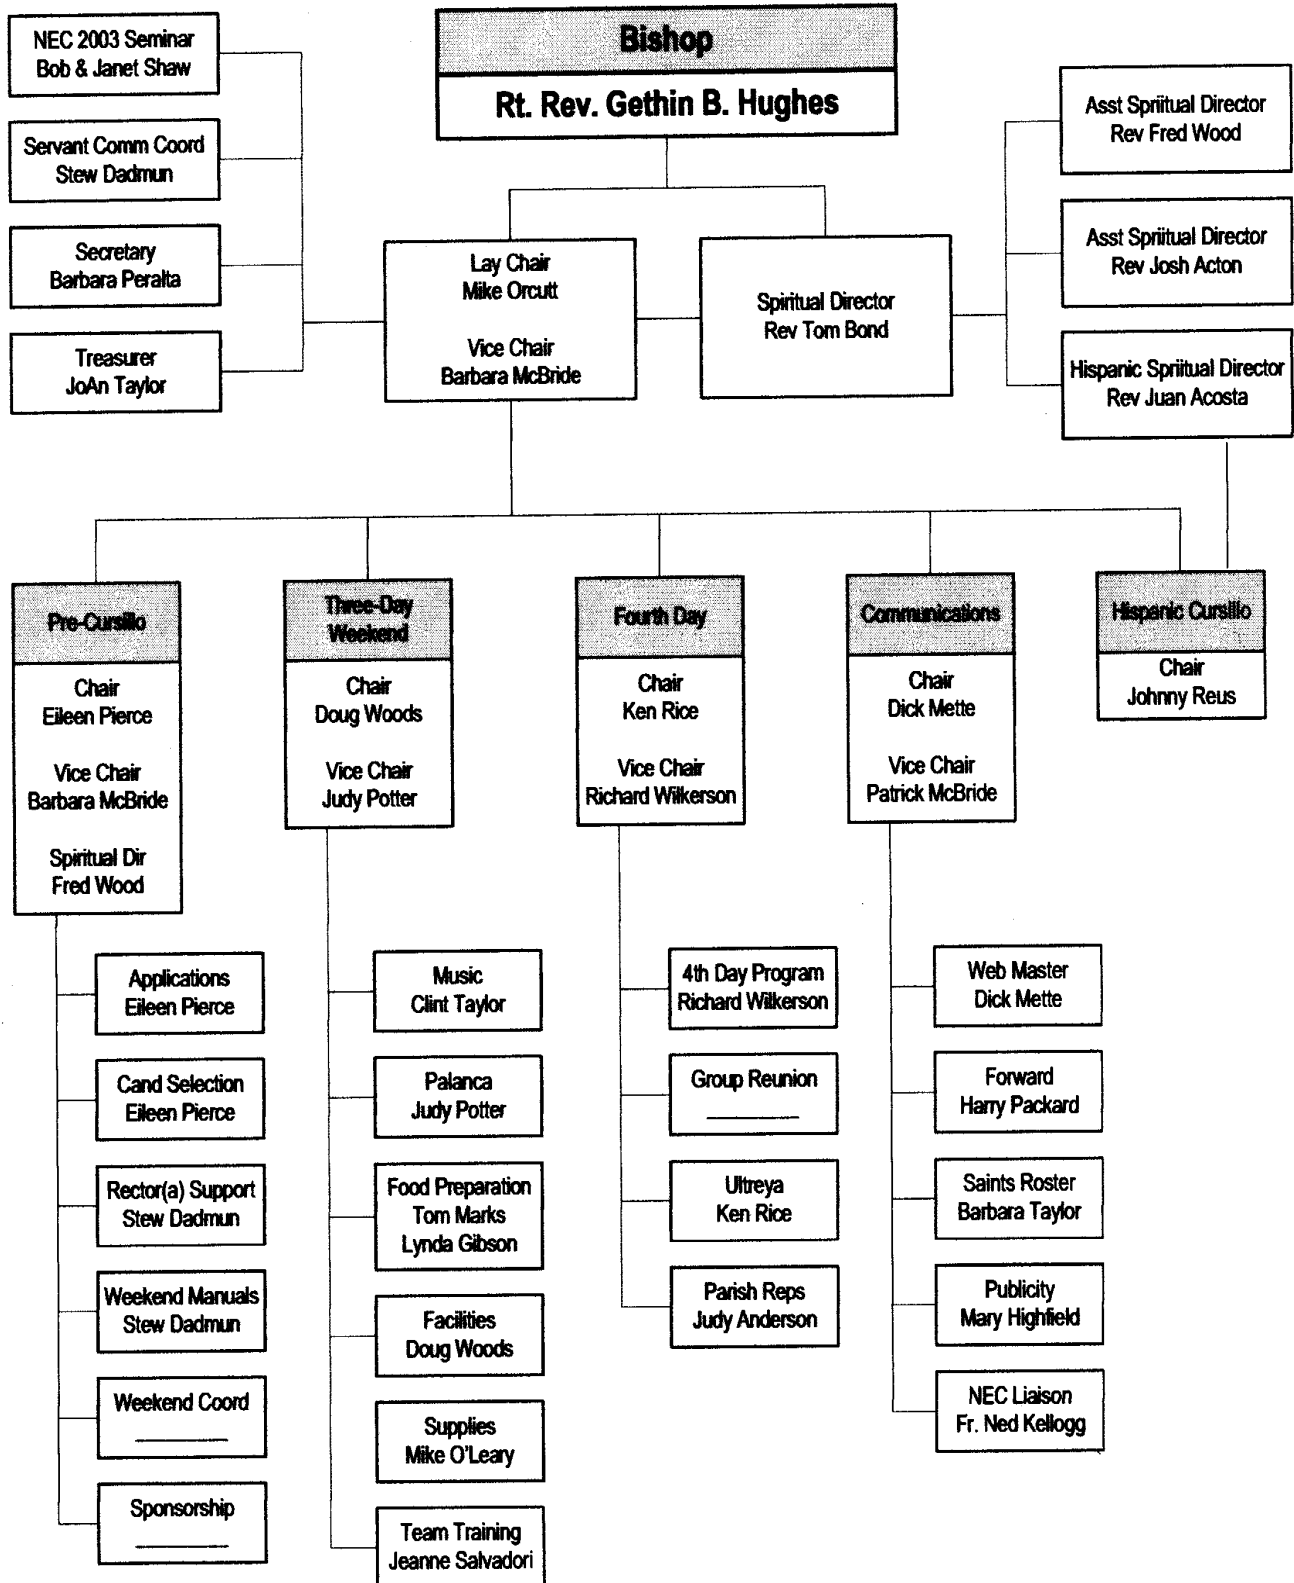 Bishop
Rt. Rev. Gethin B. Hughes
NEC 2003 Seminar
Bob & Janet Shaw
Servant Comm Coord
Stew Dadmun
Secretary
Barbara Peralta
Treasurer
JoAn Taylor
Lay Chair
Mike Orcutt
Vice Chair
Barbara McBride
Spiritual Director
Rev Tom Bond
Asst Spriitual Director
Rev Fred Wood
Asst Spriitual Director
Rev Josh Acton
Hispanic Spriitual Director
Rev Juan Acosta
Pre-Cursillo
Chair
Eileen Pierce
Vice Chair
Barbara McBride
Spiritual Dir
Fred Wood
Applications
Eileen Pierce
Cand Selection
Eileen Pierce
Rector(a) Support
Stew Dadmun
Weekend Manuals
Stew Dadmun
Weekend Coord
Sponsorship
Three-Day
Weekend
Chair
Doug Woods
Vice Chair
Judy Potter
Music
Clint Taylor
Palanca
Judy Potter
Food Preparation
Tom Marks
Lynda Gibson
Facilities
Doug Woods
Supplies
Mike O'Leary
Team Training
Jeanne Salvadori
Fourth Day
Chair
Ken Rice
Vice Chair
Richard Wilkerson
4th Day Program
Richard Wilkerson
Group Reunion
Ultreya
Ken Rice
Parish Reps
Judy Anderson
Communications
Chair
Dick Mette
Vice Chair
Patrick McBride
Web Master
Dick Mette
Forward
Harry Packard
Saints Roster
Barbara Taylor
Publicity
Mary Highfield
NEC Liaison
Fr. Ned Kellogg
Hispanic Cursillo
Chair
Johnny Reus